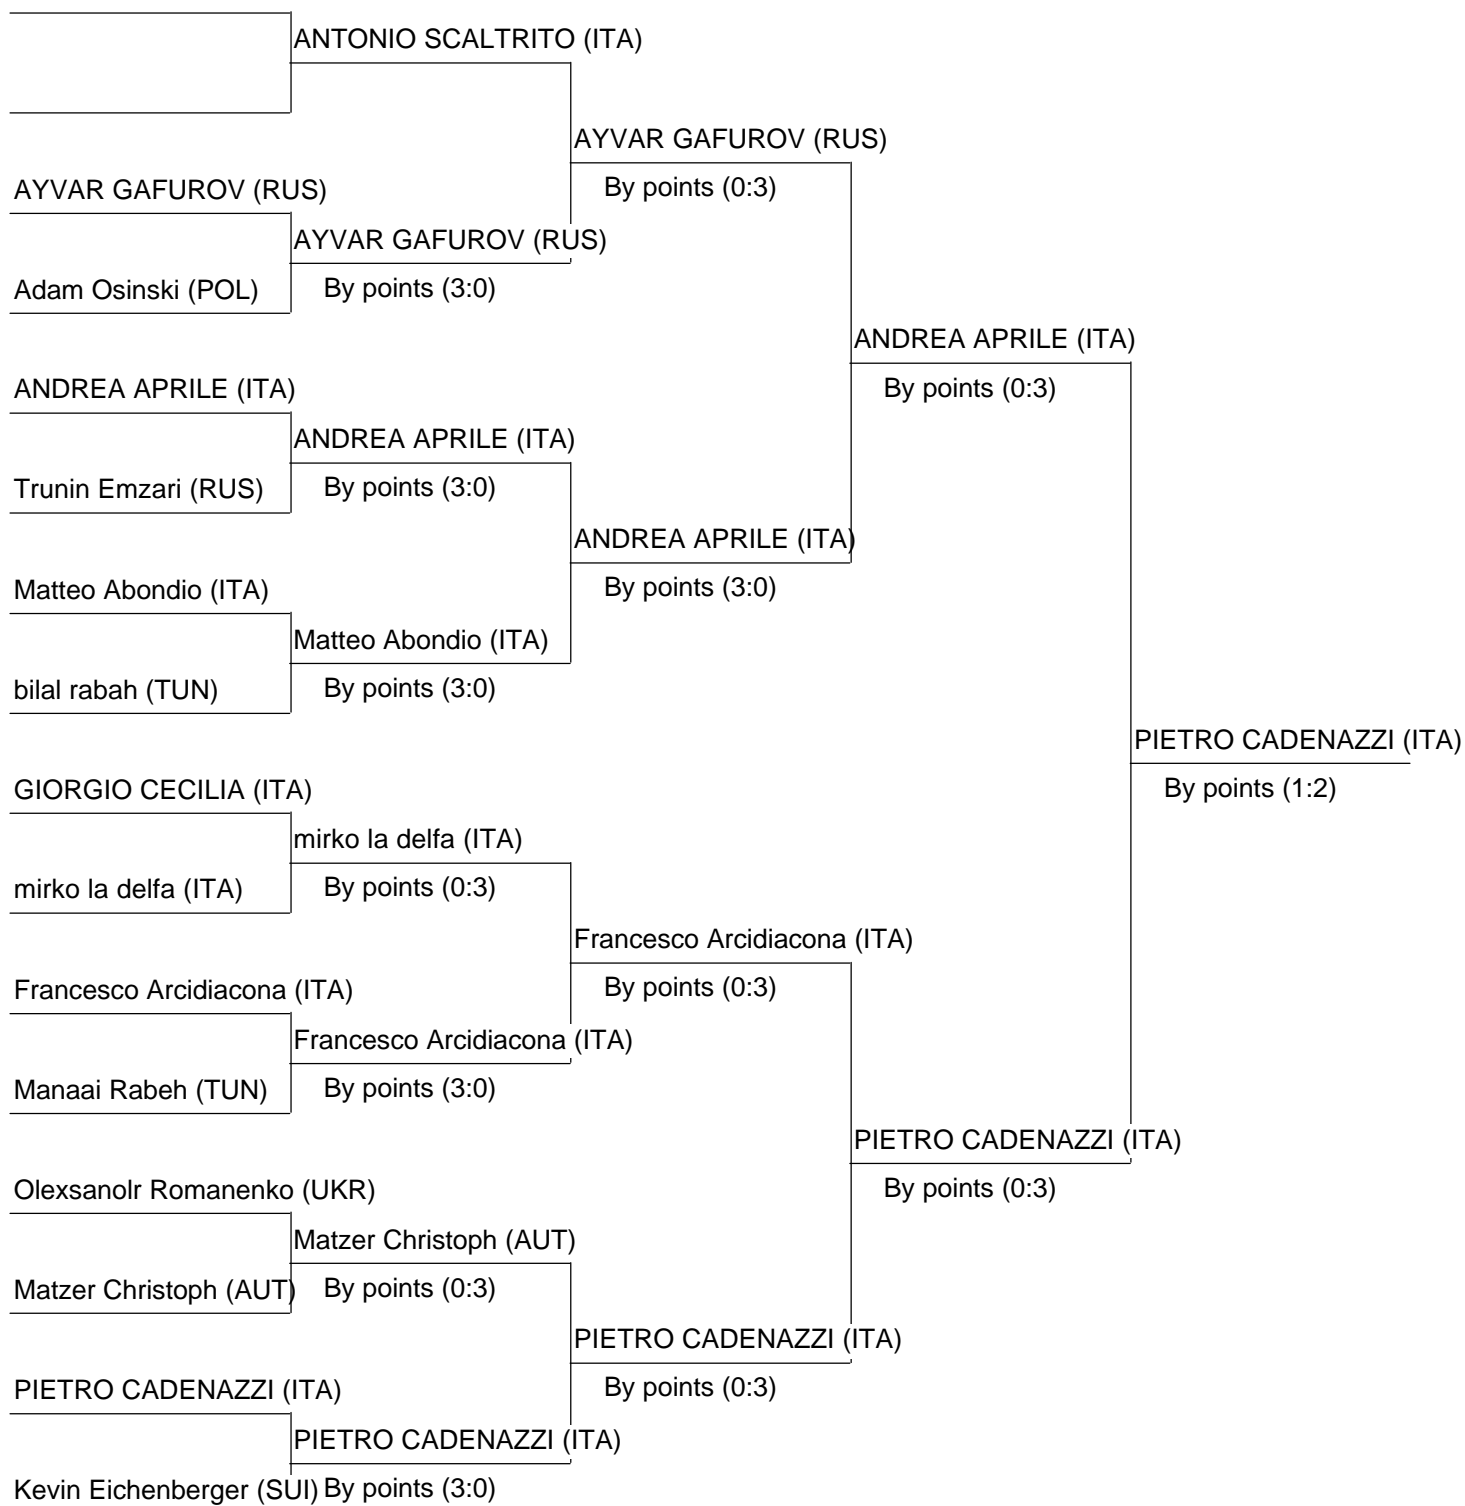 ANTONIO SCALTRITO (ITA)
AYVAR GAFUROV (RUS)
AYVAR GAFUROV (RUS)
By points (0:3)
AYVAR GAFUROV (RUS)
Adam Osinski (POL)
By points (3:0)
ANDREA APRILE (ITA)
ANDREA APRILE (ITA)
By points (0:3)
ANDREA APRILE (ITA)
Trunin Emzari (RUS)
By points (3:0)
ANDREA APRILE (ITA)
Matteo Abondio (ITA)
By points (3:0)
Matteo Abondio (ITA)
bilal rabah (TUN)
By points (3:0)
PIETRO CADENAZZI (ITA)
GIORGIO CECILIA (ITA)
By points (1:2)
mirko la delfa (ITA)
mirko la delfa (ITA)
By points (0:3)
Francesco Arcidiacona (ITA)
Francesco Arcidiacona (ITA)
By points (0:3)
Francesco Arcidiacona (ITA)
Manaai Rabeh (TUN)
By points (3:0)
PIETRO CADENAZZI (ITA)
Olexsanolr Romanenko (UKR)
By points (0:3)
Matzer Christoph (AUT)
Matzer Christoph (AUT)
By points (0:3)
PIETRO CADENAZZI (ITA)
PIETRO CADENAZZI (ITA)
By points (0:3)
PIETRO CADENAZZI (ITA)
Kevin Eichenberger (SUI)
By points (3:0)